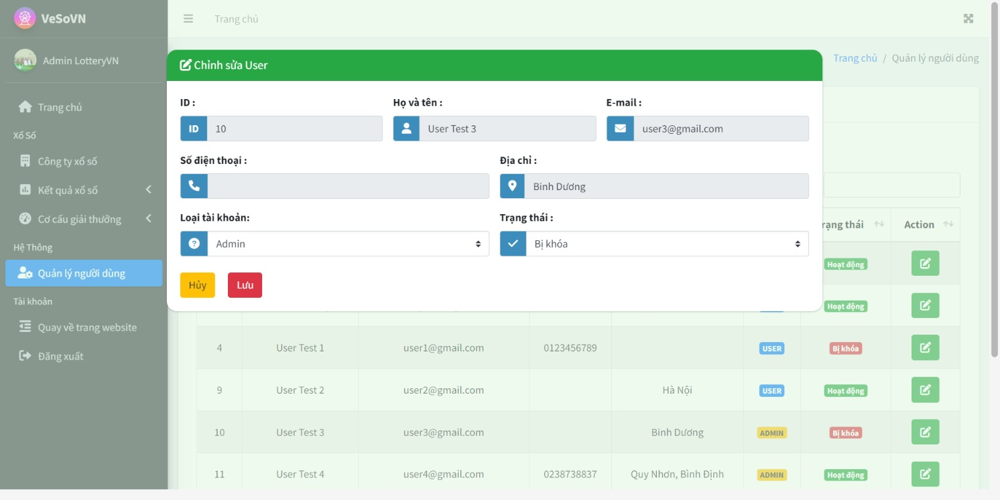 VeSoVN
Trang chủ
Admin LotteryVN
Trang chủ / Quản lý người dùng
Chỉnh sửa User
ID :
Họ và tên :
E-mail :
ID 10
User Test 3
user3@gmail.com
Số điện thoại :
Địa chỉ :
Bình Dương
Loại tài khoản:
Trạng thái :
Admin
Bị khóa
Hủy
Lưu
Trang chủ
Xổ Số
Công ty xổ số
Kết quả xổ số
Cơ cấu giải thưởng
Hệ Thông
Quản lý người dùng
Tài khoản
Quay về trang website
Đăng xuất
thái
Action
Hoạt động
Hoạt động
4 User Test 1 user1@gmail.com 0123456789 USER Bị khóa
9 User Test 2 user2@gmail.com Hà Nội USER Hoạt động
10 User Test 3 user3@gmail.com Bình Dương ADMIN Bị khóa
11 User Test 4 user4@gmail.com 0238738837 Quy Nhơn, Bình Định ADMIN Hoạt động